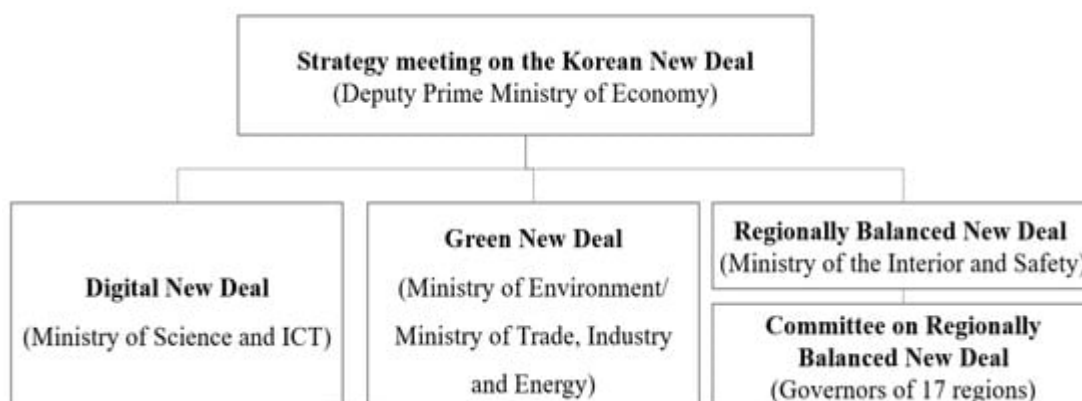 Strategy meeting on the Korean New Deal
(Deputy Prime Ministry of Economy)
Digital New Deal
(Ministry of Science and ICT)
Green New Deal
(Ministry of Environment/
Ministry of Trade, Industry
and Energy)
Regionally Balanced New Deal
(Ministry of the Interior and Safety)
Committee on Regionally
Balanced New Deal
(Governors of 17 regions)